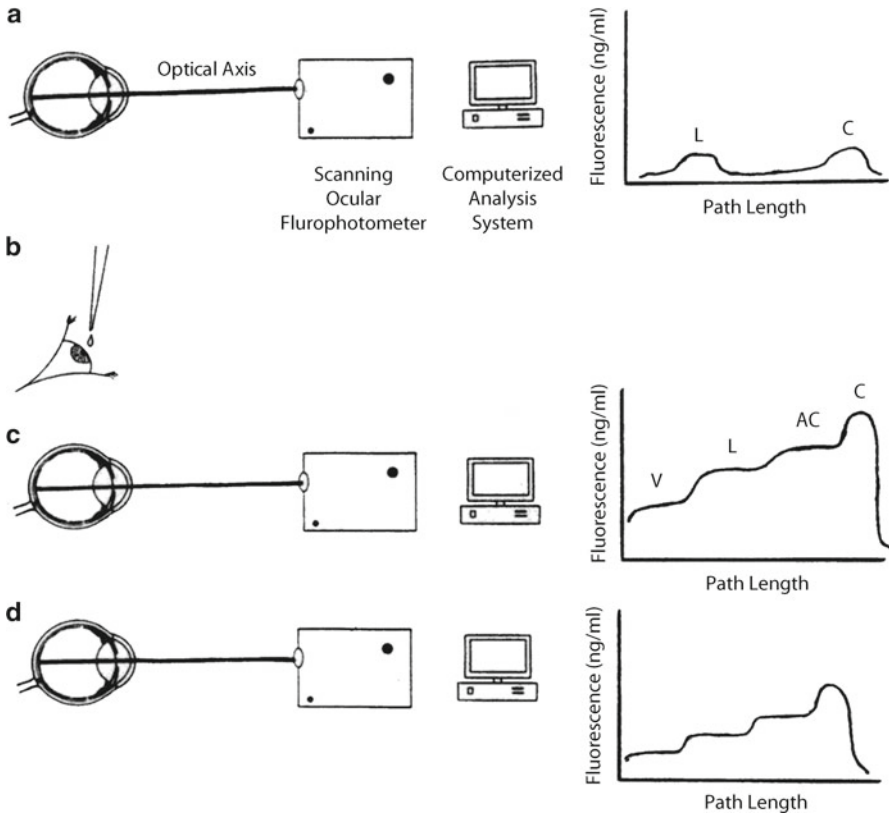 a
Optical Axis
Scanning
Ocular
Flurophotometer
Computerized
Analysis
System
Fluorescence (ng/ml)
L
C
Path Length
b
c
Fluorescence (ng/ml)
V
L
AC
C
Path Length
d
Fluorescence (ng/ml)
Path Length